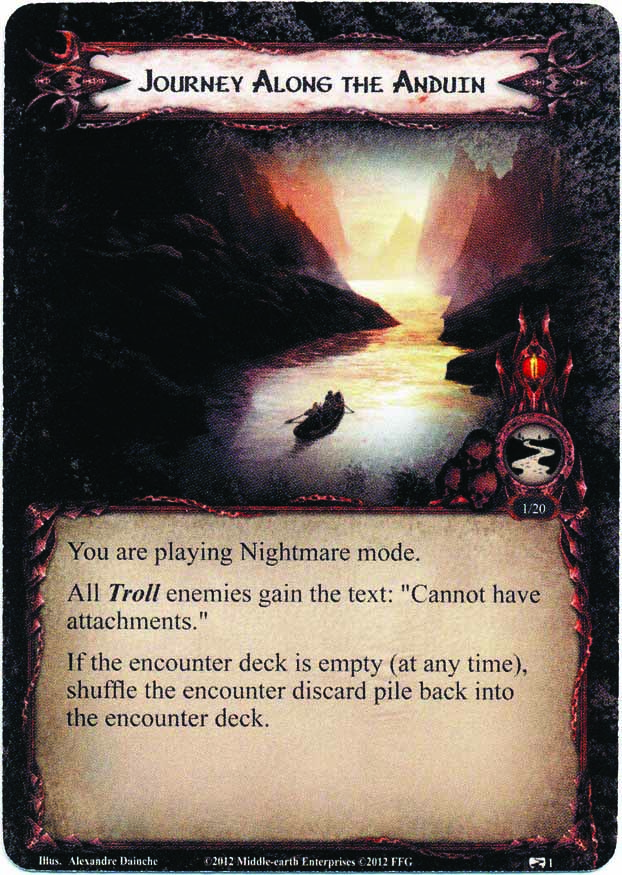 JOURNEY ALONG THE ANDUIN
1/20
You are playing Nightmare mode.
All Troll enemies gain the text: "Cannot have
attachments."
If the encounter deck is empty (at any time),
shuffle the encounter discard pile back into
the encounter deck.
Illus. Alexandre Dainche ©2012 Middle-earth Enterprises ©2012 FFG 1